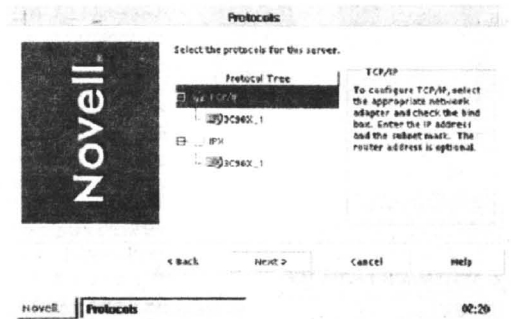 Protocols
Novell.
Select the protocols for this server.
Protocol Tree
TCP/IP
3C90X_1
IPX
3C90X_1
TCP/IP
To configure TCP/IP, select
the appropriate network
adapter and check the bind
box. Enter the IP address
and the subnet mask. The
router address is optional.
< Back
Next >
Cancel
Help
Novell.
Protocols
02:20